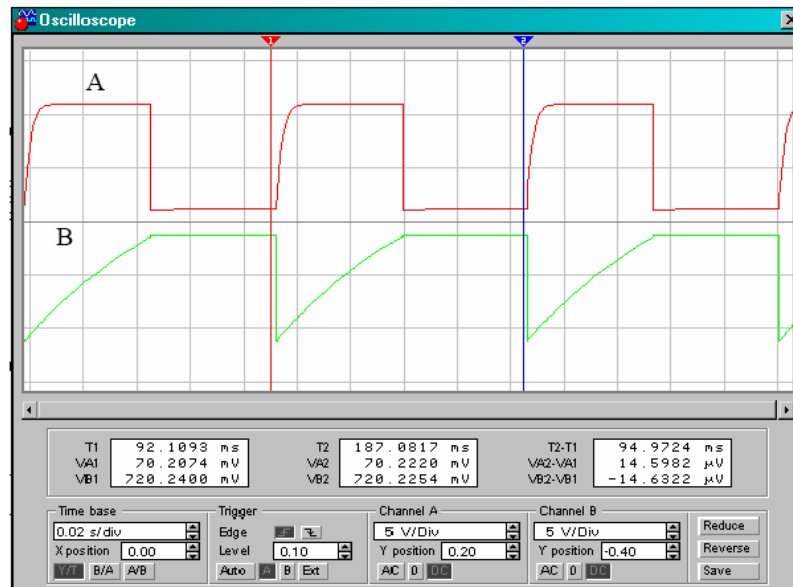 Oscilloscope
1
2
A
B
T1 92.1093 ms
VA1 70.2074 mV
VB1 720.2400 mV
T2 187.0817 ms
VA2 70.2220 mV
VB2 720.2254 mV
T2-T1 94.9724 ms
VA2-VA1 14.5982 µV
VB2-VB1 -14.6322 µV
Time base
0.02 s/div
X position 0.00
Y/T B/A A/B
Trigger
Edge
Level 0.10
Auto A B Ext
Channel A
5 V/Div
Y position 0.20
AC 0 DC
Channel B
5 V/Div
Y position -0.40
AC 0 DC
Reduce
Reverse
Save